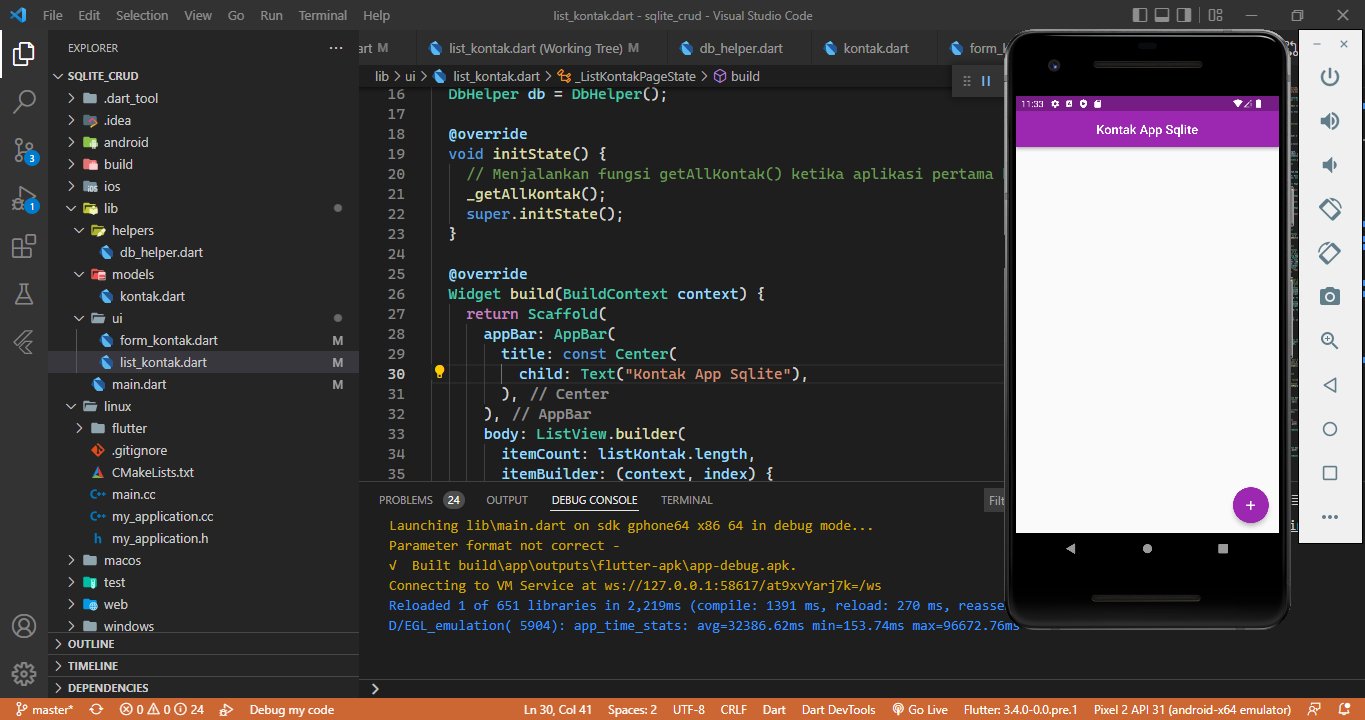 File Edit Selection View Go Run Terminal Help
list_kontak.dart - sqlite_crud - Visual Studio Code
EXPLORER
SQLITE_CRUD
.dart_tool
.idea
android
build
ios
lib
helpers
db_helper.dart
models
kontak.dart
ui
form_kontak.dart M
list_kontak.dart M
main.dart M
linux
flutter
.gitignore
CMakeLists.txt
main.cc
my_application.cc
my_application.h
macos
test
web
windows
OUTLINE
TIMELINE
DEPENDENCIES
3
1
art M
list_kontak.dart (Working Tree) M
db_helper.dart
kontak.dart
form_k
lib > ui > list_kontak.dart > _ListKontakPageState > build
16 DbHelper db = DbHelper();
17
18 @override
19 void initState() {
20 // Menjalankan fungsi getAllKontak() ketika aplikasi pertama
21 _getAllKontak();
22 super.initState();
23 }
24
25 @override
26 Widget build(BuildContext context) {
27 return Scaffold(
28 appBar: AppBar(
29 title: const Center(
30 child: Text("Kontak App Sqlite"),
31 ), // Center
32 ), // AppBar
33 body: ListView.builder(
34 itemCount: listKontak.length,
35 itemBuilder: (context, index) {
PROBLEMS 24 OUTPUT DEBUG CONSOLE TERMINAL
Filt
Launching lib\main.dart on sdk gphone64 x86 64 in debug mode...
Parameter format not correct -
√ Built build\app\outputs\flutter-apk\app-debug.apk.
Connecting to VM Service at ws://127.0.0.1:58617/at9xvYarj7k=/ws
Reloaded 1 of 651 libraries in 2,219ms (compile: 1391 ms, reload: 270 ms, reasse
D/EGL_emulation( 5904): app_time_stats: avg=32386.62ms min=153.74ms max=96672.76ms
11:33
Kontak App Sqlite
master* 0 0 24 Debug my code
Ln 30, Col 41 Spaces: 2 UTF-8 CRLF Dart Dart DevTools Go Live Flutter: 3.4.0-0.0.pre.1 Pixel 2 API 31 (android-x64 emulator)